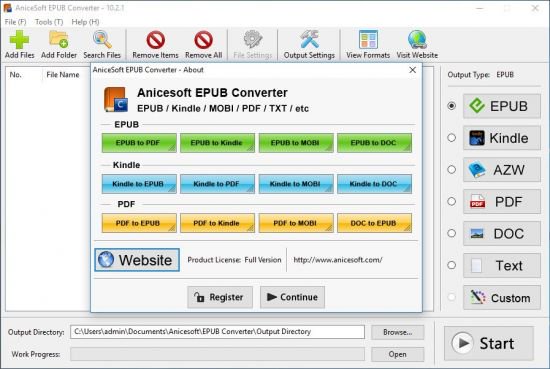 AniceSoft EPUB Converter - 10.2.1
File (F) Tools (T) Help (H)
Add Files Add Folder Search Files Remove Items Remove All File Settings Output Settings View Formats Visit Website
No. File Name
AniceSoft EPUB Converter - About
Anicesoft EPUB Converter
EPUB / Kindle / MOBI / PDF / TXT / etc
EPUB
EPUB to PDF EPUB to Kindle EPUB to MOBI EPUB to DOC
Kindle
Kindle to EPUB Kindle to PDF Kindle to MOBI Kindle to DOC
PDF
PDF to EPUB PDF to Kindle PDF to MOBI DOC to EPUB
Website Product License: Full Version http://www.anicesoft.com/
Register Continue
Output Type: EPUB
EPUB
Kindle
AZW
PDF
DOC
Text
Custom
Output Directory: C:\Users\admin\Documents\Anicesoft\EPUB Converter\Output Directory Browse...
Work Progress: Open
Start